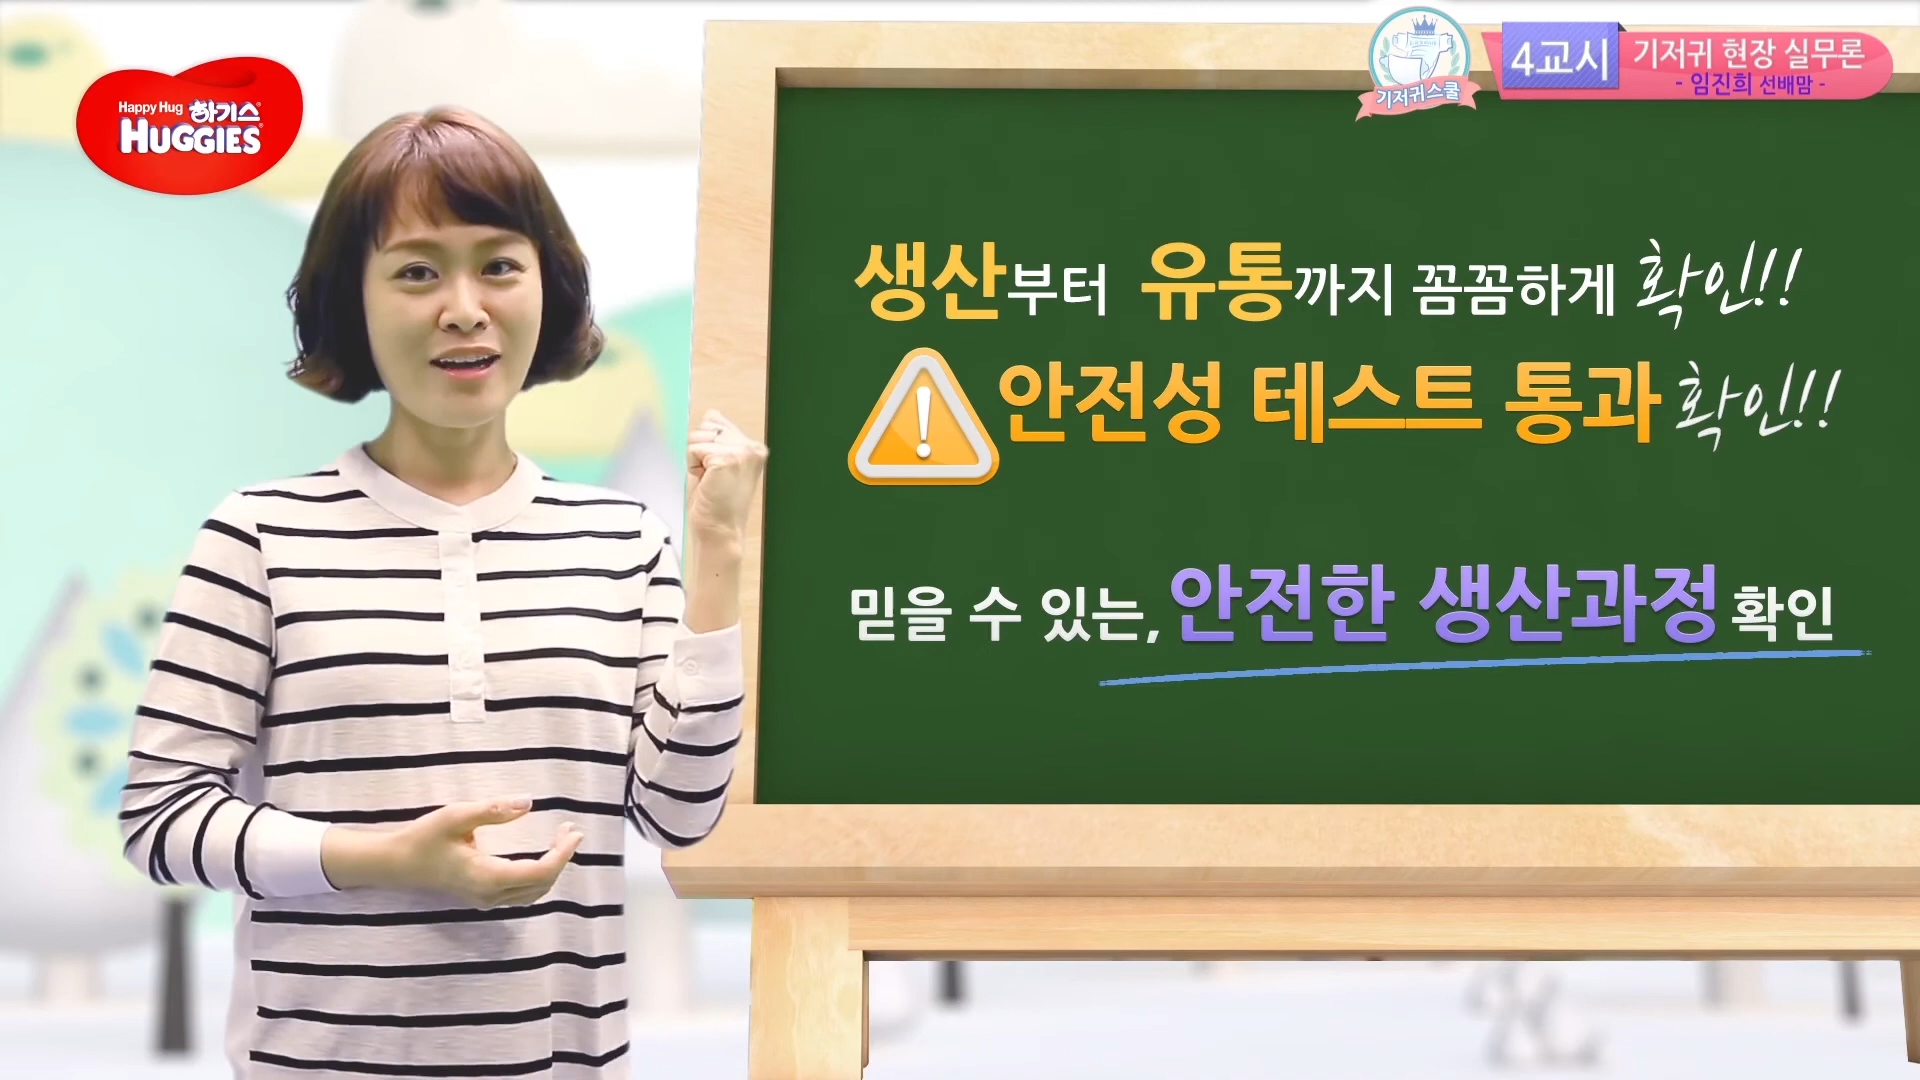 Happy Hug 하기스
HUGGIES
기저귀스쿨
4교시
기저귀 현장 실무론
- 임진희 선배맘 -
생산부터 유통까지 꼼꼼하게 확인!!
안전성 테스트 통과 확인!!
믿을 수 있는, 안전한 생산과정 확인